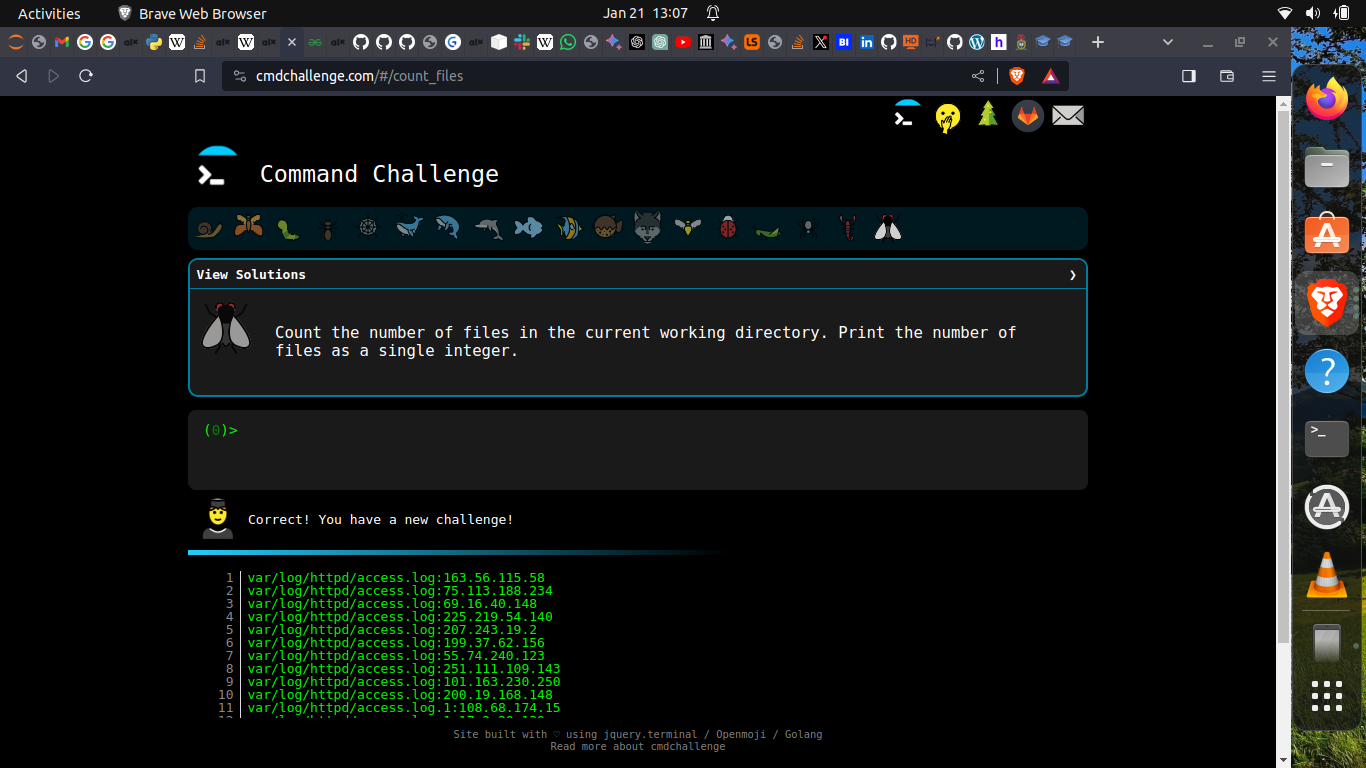 Activities
Brave Web Browser
Jan 21 13:07
cmdchallenge.com/#/count_files
Command Challenge
View Solutions
Count the number of files in the current working directory. Print the number of
files as a single integer.
(0)>
Correct! You have a new challenge!
1 var/log/httpd/access.log:163.56.115.58
2 var/log/httpd/access.log:75.113.188.234
3 var/log/httpd/access.log:69.16.40.148
4 var/log/httpd/access.log:225.219.54.140
5 var/log/httpd/access.log:207.243.19.2
6 var/log/httpd/access.log:199.37.62.156
7 var/log/httpd/access.log:55.74.240.123
8 var/log/httpd/access.log:251.111.109.143
9 var/log/httpd/access.log:101.163.230.250
10 var/log/httpd/access.log:200.19.168.148
11 var/log/httpd/access.log.1:108.68.174.15
Site built with ♡ using jquery.terminal / Openmoji / Golang
Read more about cmdchallenge